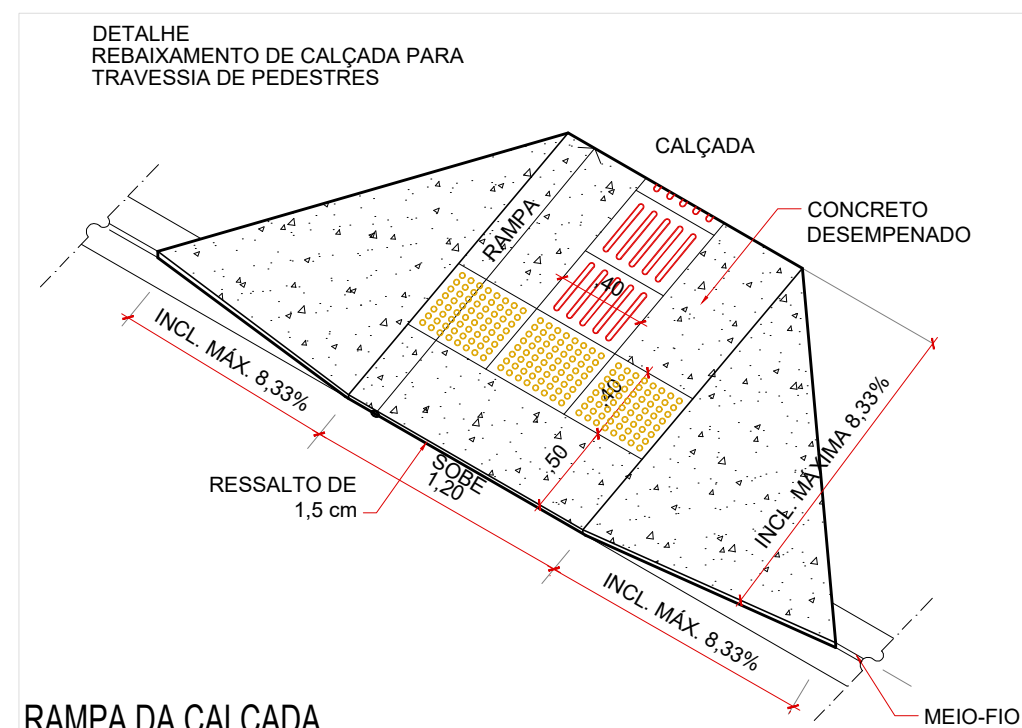 DETALHE
REBAIXAMENTO DE CALÇADA PARA
TRAVESSIA DE PEDESTRES
CALÇADA
CONCRETO
DESEMPENADO
RAMPA
,40
INCL. MÁX. 8,33%
,40
INCL. MÁXIMA 8,33%
,50
SOBE
1,20
RESSALTO DE
1,5 cm
INCL. MÁX. 8,33%
MEIO-FIO
RAMPA DA CALÇADA